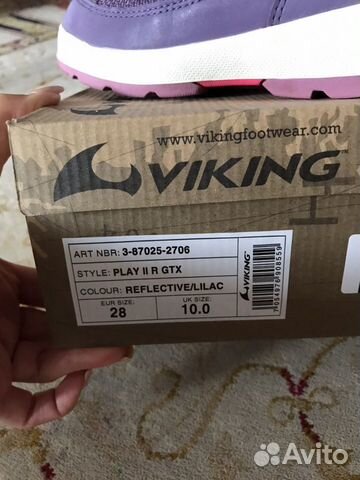 www.vikingfootwear.com
VIKING
ART NBR: 3-87025-2706
STYLE: PLAY II R GTX
COLOUR: REFLECTIVE/LILAC
EUR SIZE: 28
UK SIZE: 10.0
VIKING
7054976908559
Avito